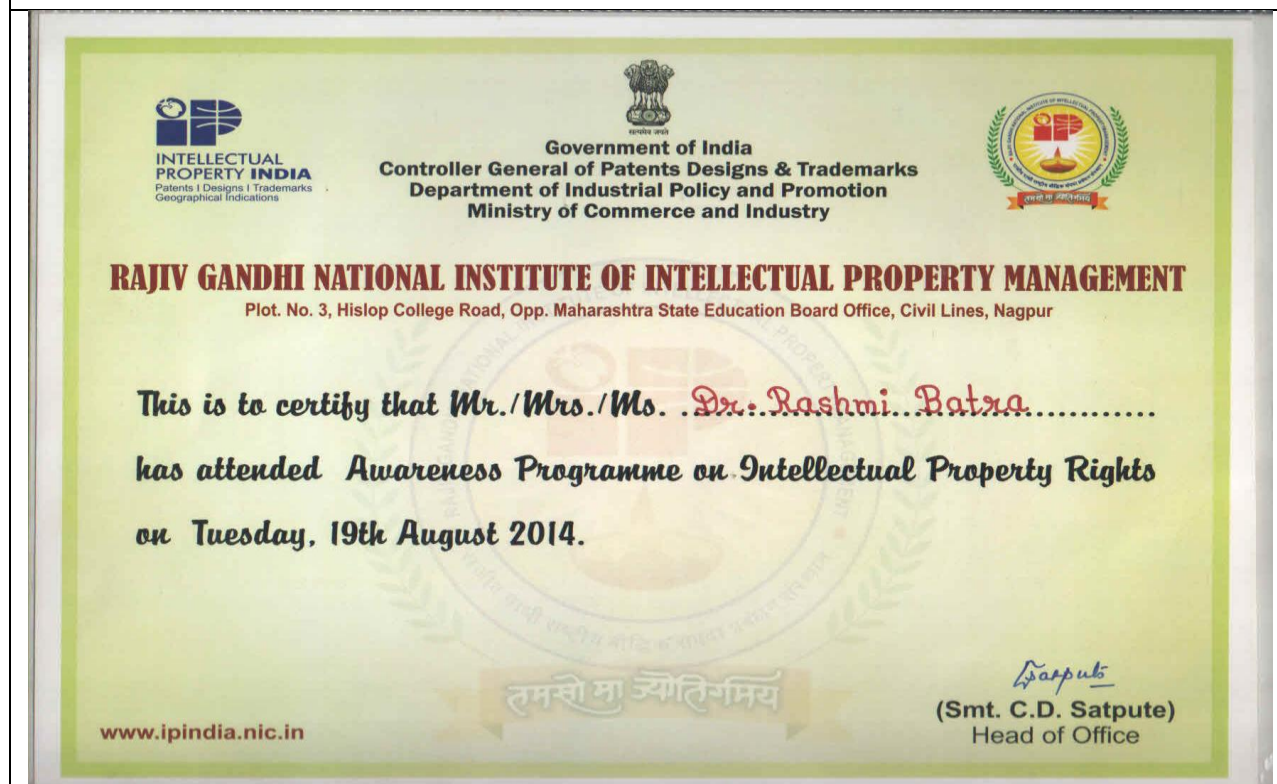 INTELLECTUAL
PROPERTY INDIA
Patents I Designs I Trademarks
Geographical Indications
सत्यमेव जयते
Government of India
Controller General of Patents Designs & Trademarks
Department of Industrial Policy and Promotion
Ministry of Commerce and Industry
तमसो मा ज्योतिर्गमय
RAJIV GANDHI NATIONAL INSTITUTE OF INTELLECTUAL PROPERTY MANAGEMENT
Plot. No. 3, Hislop College Road, Opp. Maharashtra State Education Board Office, Civil Lines, Nagpur
This is to certify that Mr./Mrs./Ms. Dr. Rashmi Batra
has attended Awareness Programme on Intellectual Property Rights
on Tuesday, 19th August 2014.
तमसो मा ज्योतिर्गमय
(Smt. C.D. Satpute)
Head of Office
www.ipindia.nic.in